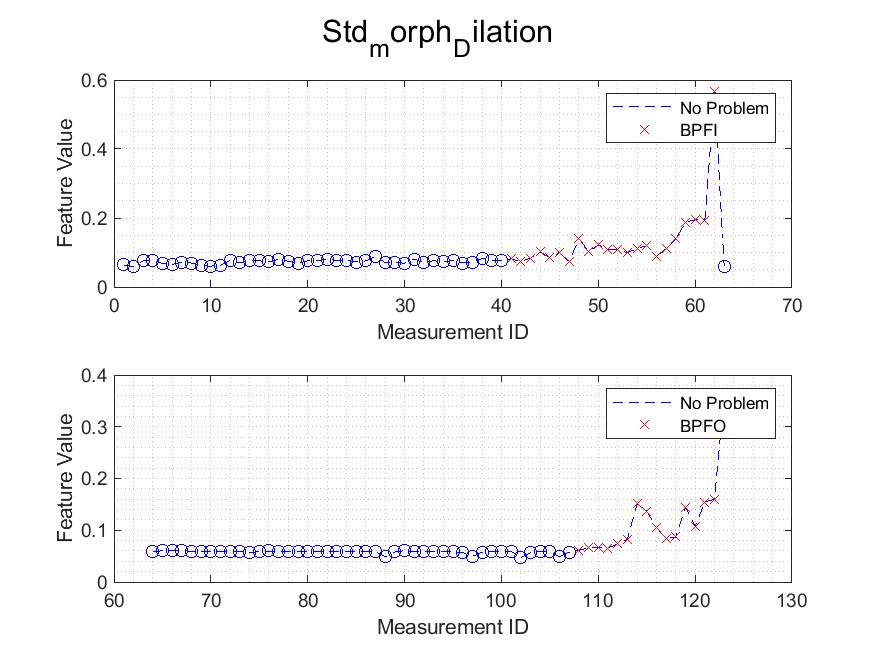 Std_morph_Dilation
0.6
0.4
0.2
0
Feature Value
No Problem
BPFI
0 10 20 30 40 50 60 70
Measurement ID
0.4
0.3
0.2
0.1
0
Feature Value
No Problem
BPFO
60 70 80 90 100 110 120 130
Measurement ID